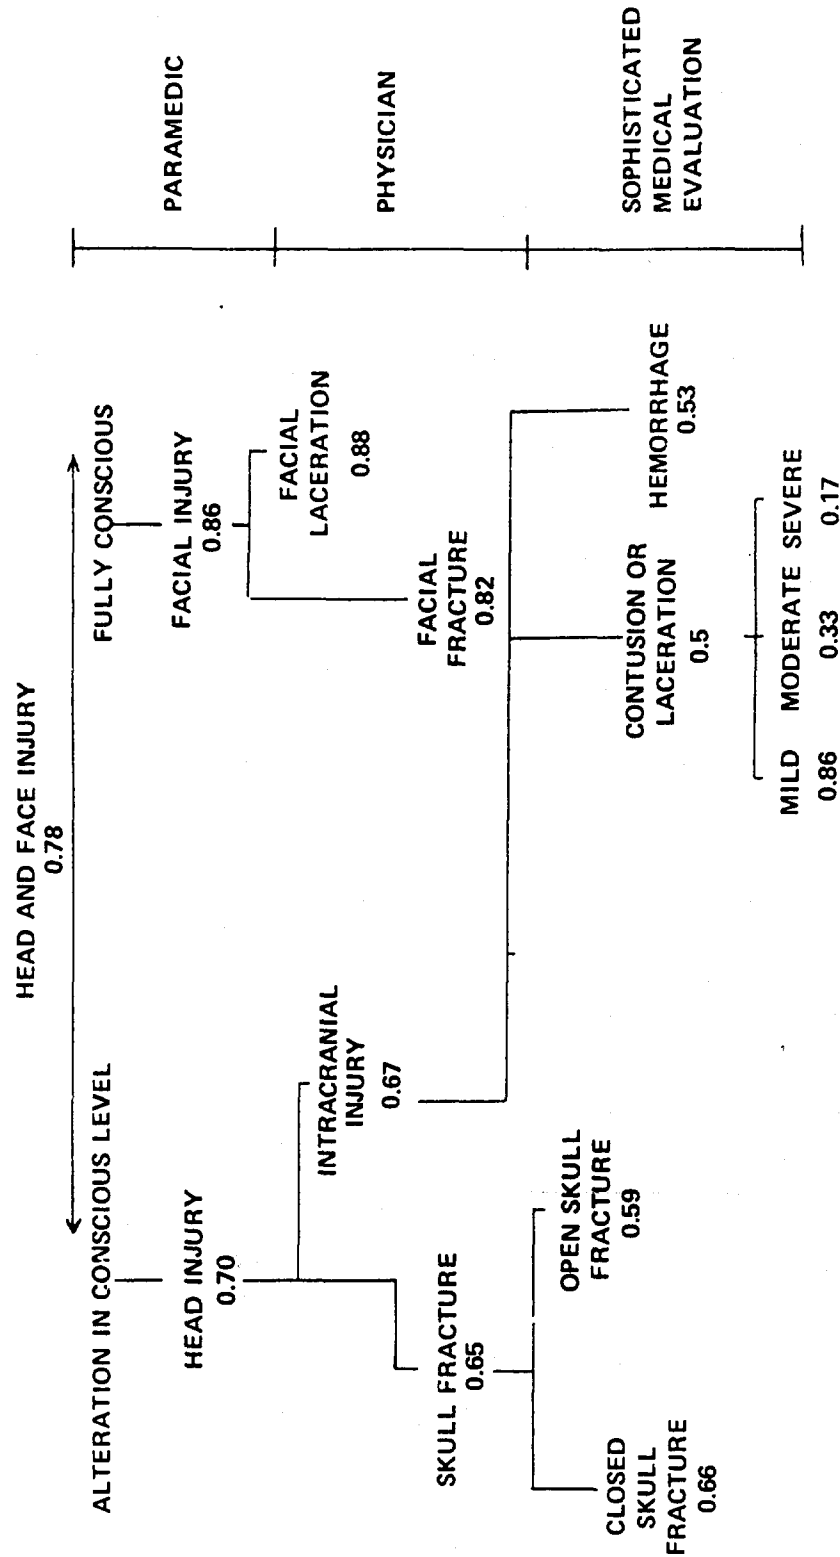 HEAD AND FACE INJURY
0.78
ALTERATION IN CONSCIOUS LEVEL
FULLY CONSCIOUS
HEAD INJURY
0.70
FACIAL INJURY
0.86
PARAMEDIC
INTRACRANIAL
INJURY
0.67
FACIAL
LACERATION
0.88
SKULL FRACTURE
0.65
FACIAL
FRACTURE
0.82
PHYSICIAN
OPEN SKULL
FRACTURE
0.59
CLOSED
SKULL
FRACTURE
0.66
CONTUSION OR
LACERATION
0.5
HEMORRHAGE
0.53
SOPHISTICATED
MEDICAL
EVALUATION
MILD MODERATE SEVERE
0.86 0.33 0.17